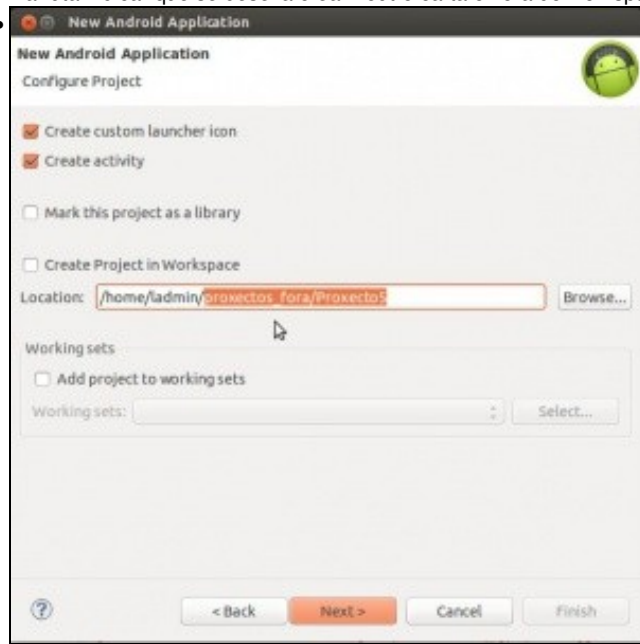 New Android Application
New Android Application
Configure Project
Create custom launcher icon
Create activity
Mark this project as a library
Create Project in Workspace
Location: /home/ladmin/proxectos_fora/Proxecto5 Browse...
Working sets
Add project to working sets
Working sets: Select...
< Back Next > Cancel Finish